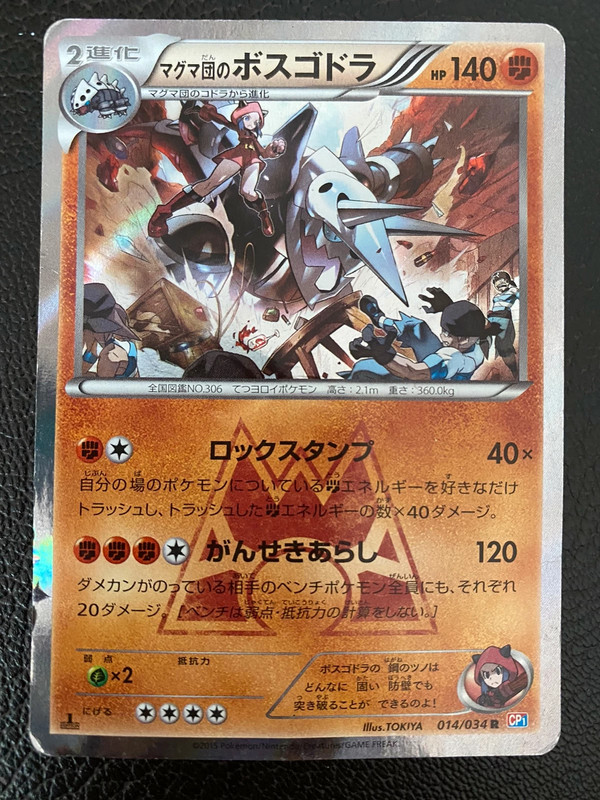 2進化
マグマ団のボスゴドラ
HP140
マグマ団のコドラから進化
全国図鑑NO.306 てつヨロイポケモン 高さ:2.1m 重さ:360.0kg
ロックスタンプ 40×
自分の場のポケモンについているエネルギーを好きなだけ
トラッシュし、トラッシュしたエネルギーの数×40ダメージ。
がんせきあらし 120
ダメカンがのっている相手のベンチポケモン全員にも、それぞれ
20ダメージ。[ベンチは弱点・抵抗力の計算をしない。]
弱点 抵抗力
×2
にげる
ボスゴドラの 鋼のツノは
どんなに 固い 防壁でも
突き破ることが できるのよ!
Illus.TOKIYA 014/034 R CP1
©2015 Pokémon/Nintendo/Creatures/GAME FREAK.